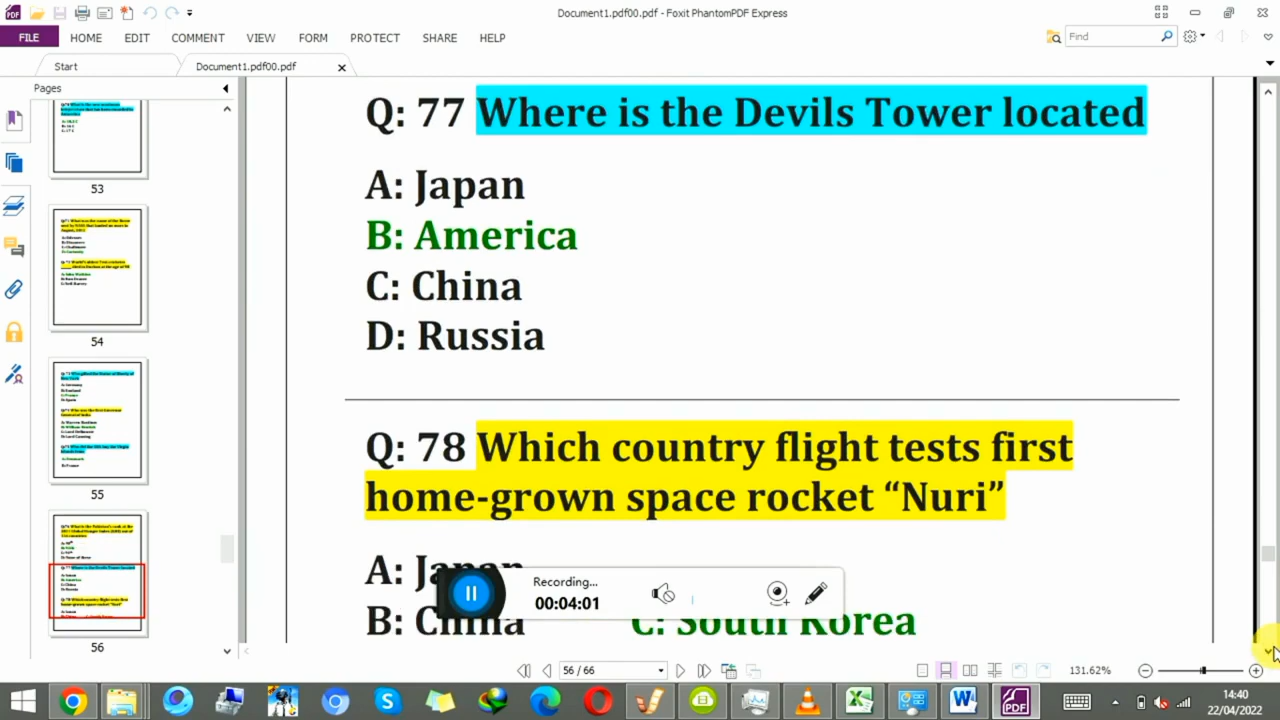 Document1.pdf00.pdf - Foxit PhantomPDF Express
FILE HOME EDIT COMMENT VIEW FORM PROTECT SHARE HELP
Find
Start Document1.pdf00.pdf
Pages
53
54
55
56
Q: 77 Where is the Devils Tower located
A: Japan
B: America
C: China
D: Russia
Q: 78 Which country flight tests first
home-grown space rocket “Nuri”
A: Japan
B: China C: South Korea
Recording...
00:04:01
56 / 66
131.62%
14:40
22/04/2022